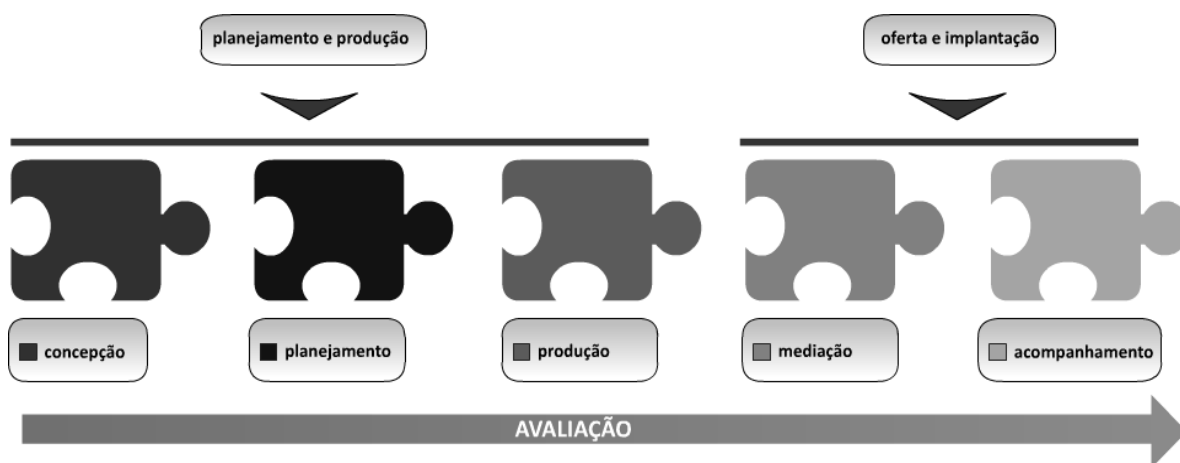 planejamento e produção
oferta e implantação
concepção
planejamento
produção
mediação
acompanhamento
AVALIAÇÃO